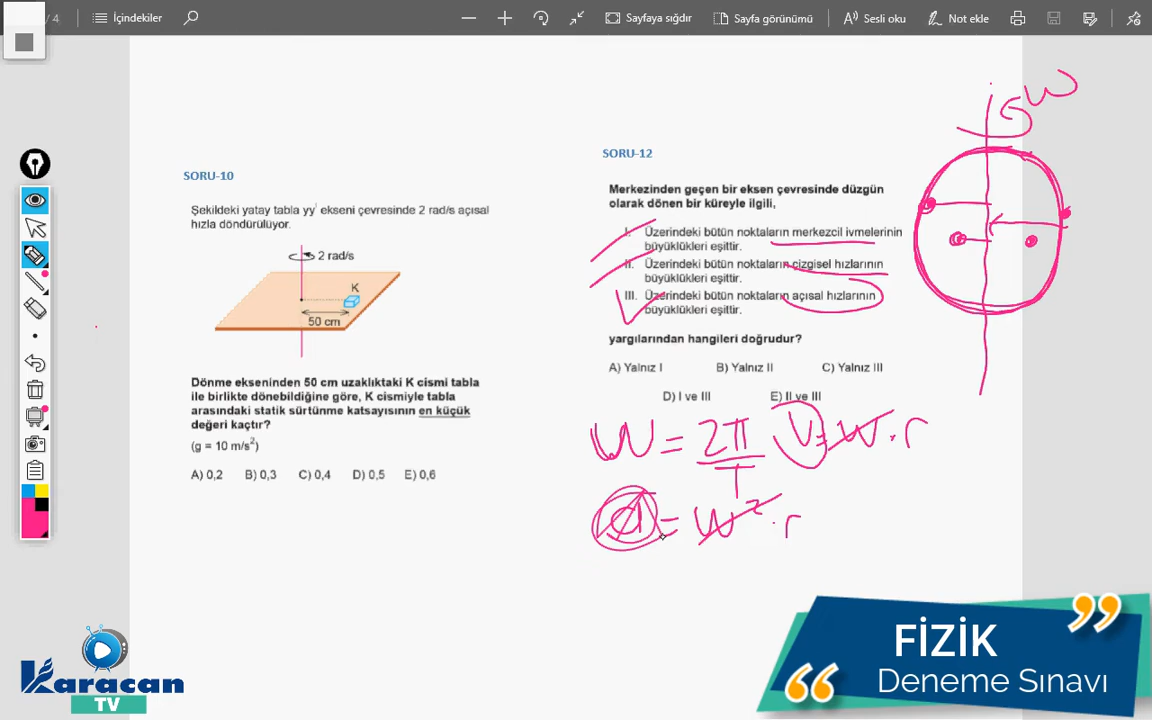 / 4
İçindekiler
Sayfaya sığdır
Sayfa görünümü
Sesli oku
Not ekle
SORU-10
Şekildeki yatay tabla yy' ekseni çevresinde 2 rad/s açısal
hızla döndürülüyor.
2 rad/s
K
50 cm
Dönme ekseninden 50 cm uzaklıktaki K cismi tabla
ile birlikte dönebildiğine göre, K cismiyle tabla
arasındaki statik sürtünme katsayısının en küçük
değeri kaçtır?
(g = 10 m/s²)
A) 0,2 B) 0,3 C) 0,4 D) 0,5 E) 0,6
SORU-12
Merkezinden geçen bir eksen çevresinde düzgün
olarak dönen bir küreyle ilgili,
I. Üzerindeki bütün noktaların merkezcil ivmelerinin
büyüklükleri eşittir.
II. Üzerindeki bütün noktaların çizgisel hızlarının
büyüklükleri eşittir.
III. Üzerindeki bütün noktaların açısal hızlarının
büyüklükleri eşittir.
yargılarından hangileri doğrudur?
A) Yalnız I B) Yalnız II C) Yalnız III
D) I ve III E) II ve III
W = 2π/T V = W.r
a = W².r
W
Karacan
TV
FİZİK
Deneme Sınavı